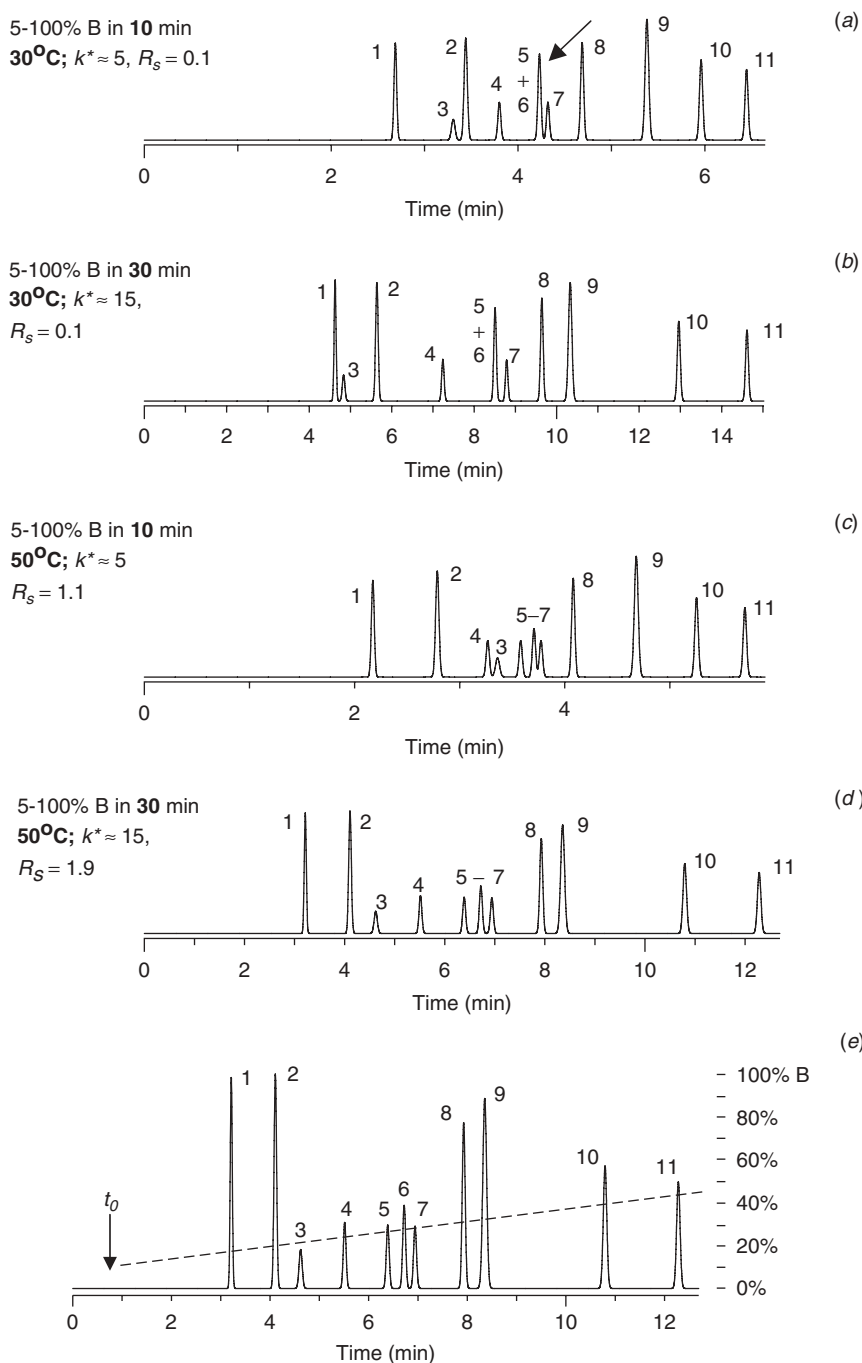 5-100% B in 10 min
30°C; k* ≈ 5, Rs = 0.1
(a)
1
2
3
4
5
+
6
7
8
9
10
11
0 2 4 6
Time (min)
5-100% B in 30 min
30°C; k* ≈ 15,
Rs = 0.1
(b)
1
2
3
4
5
+
6
7
8
9
10
11
0 2 4 6 8 10 12 14
Time (min)
5-100% B in 10 min
50°C; k* ≈ 5
Rs = 1.1
(c)
1
2
4
3
5–7
8
9
10
11
0 2 4
Time (min)
5-100% B in 30 min
50°C; k* ≈ 15,
RS = 1.9
(d)
1
2
3
4
5 – 7
8
9
10
11
0 2 4 6 8 10 12
Time (min)
(e)
t0
1
2
3
4
5
6
7
8
9
10
11
100% B
80%
60%
40%
20%
0%
0 2 4 6 8 10 12
Time (min)